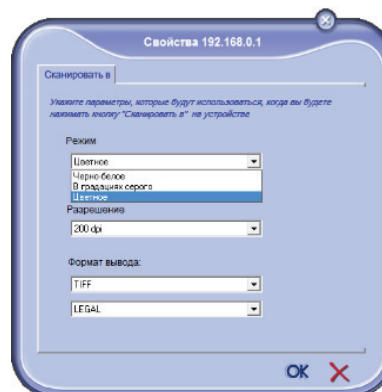 Свойства 192.168.0.1
Сканировать в
Укажите параметры, которые будут использоваться, когда вы будете
нажимать кнопку "Сканировать в" на устройстве
Режим
Цветное
Черно-белое
В градациях серого
Цветное
Разрешение
200 dpi
Формат вывода:
TIFF
LEGAL
OK